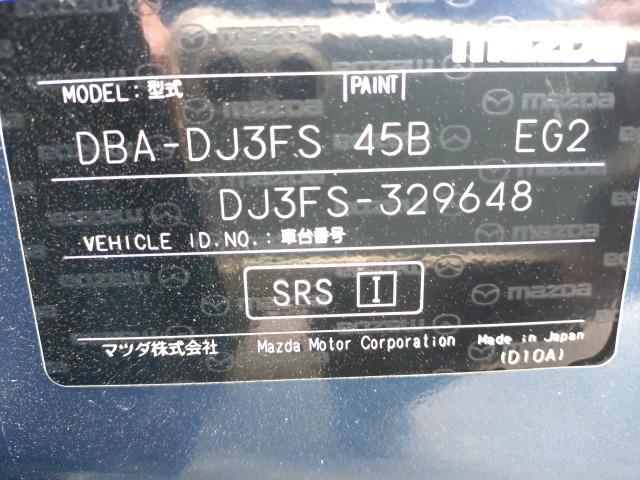 mazda
MODEL: 型式 PAINT
DBA-DJ3FS 45B EG2
DJ3FS-329648
VEHICLE ID.NO.: 車台番号
SRS I
マツダ株式会社 Mazda Motor Corporation Made in Japan
(D10A)